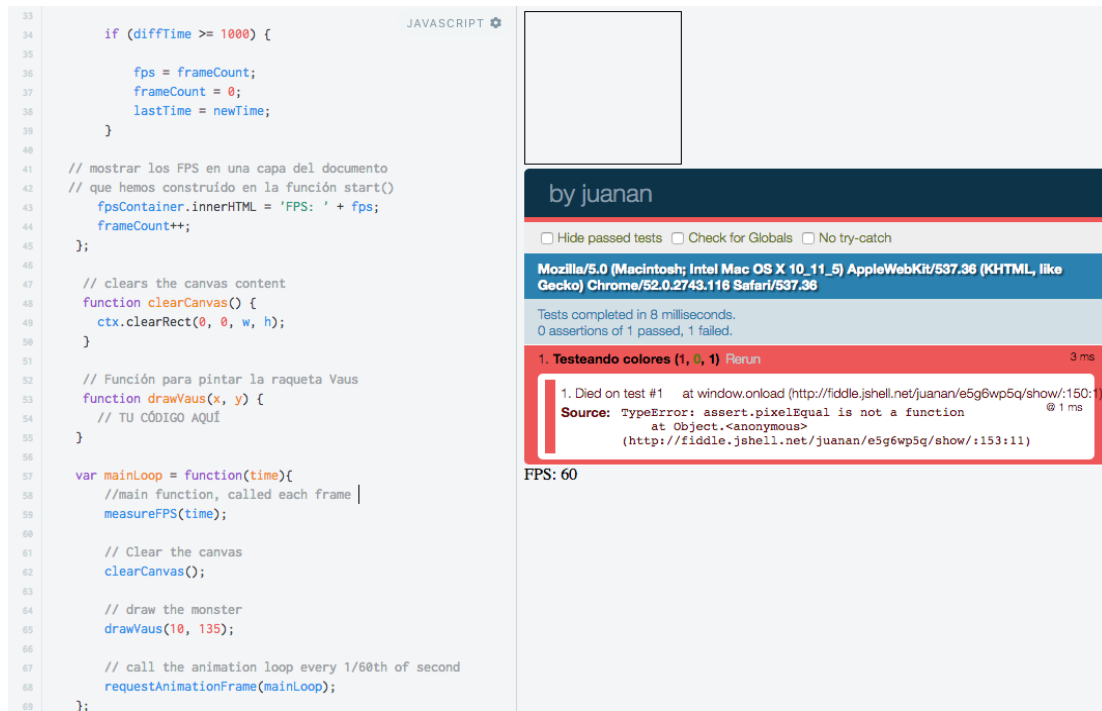 33
JAVASCRIPT
34 if (diffTime >= 1000) {
35
36 fps = frameCount;
37 frameCount = 0;
38 lastTime = newTime;
39 }
40
41 // mostrar los FPS en una capa del documento
42 // que hemos construido en la función start()
43 fpsContainer.innerHTML = 'FPS: ' + fps;
44 frameCount++;
45 };
46
47 // clears the canvas content
48 function clearCanvas() {
49 ctx.clearRect(0, 0, w, h);
50 }
51
52 // Función para pintar la raqueta Vaus
53 function drawVaus(x, y) {
54 // TU CÓDIGO AQUÍ
55 }
56
57 var mainLoop = function(time){
58 //main function, called each frame
59 measureFPS(time);
60
61 // Clear the canvas
62 clearCanvas();
63
64 // draw the monster
65 drawVaus(10, 135);
66
67 // call the animation loop every 1/60th of second
68 requestAnimationFrame(mainLoop);
69 };
by juanan
Hide passed tests Check for Globals No try-catch
Mozilla/5.0 (Macintosh; Intel Mac OS X 10_11_5) AppleWebKit/537.36 (KHTML, like
Gecko) Chrome/52.0.2743.116 Safari/537.36
Tests completed in 8 milliseconds.
0 assertions of 1 passed, 1 failed.
1. Testeando colores (1, 0, 1) Rerun 3 ms
1. Died on test #1 at window.onload (http://fiddle.jshell.net/juanan/e5g6wp5q/show/:150:1)
@ 1 ms
Source: TypeError: assert.pixelEqual is not a function
at Object.<anonymous>
(http://fiddle.jshell.net/juanan/e5g6wp5q/show/:153:11)
FPS: 60